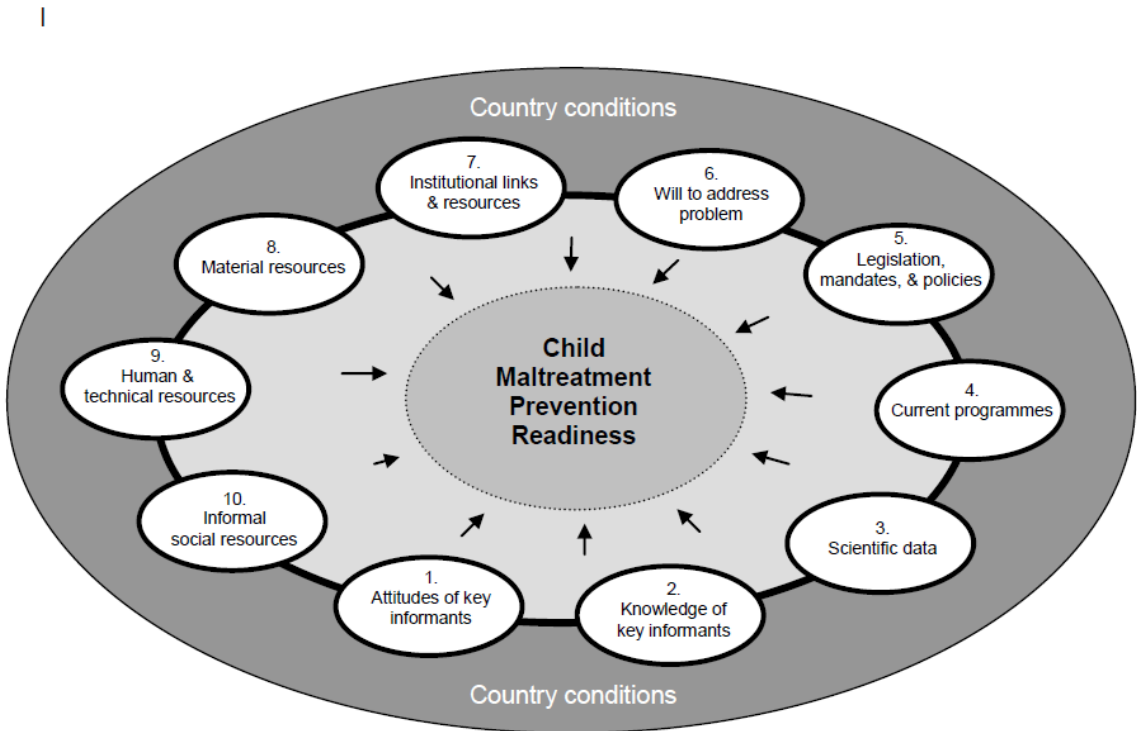 |
Country conditions
7.
Institutional links
& resources
6.
Will to address
problem
8.
Material resources
5.
Legislation,
mandates, & policies
Child
Maltreatment
Prevention
Readiness
9.
Human &
technical resources
4.
Current programmes
10.
Informal
social resources
3.
Scientific data
1.
Attitudes of key
informants
2.
Knowledge of
key informants
Country conditions